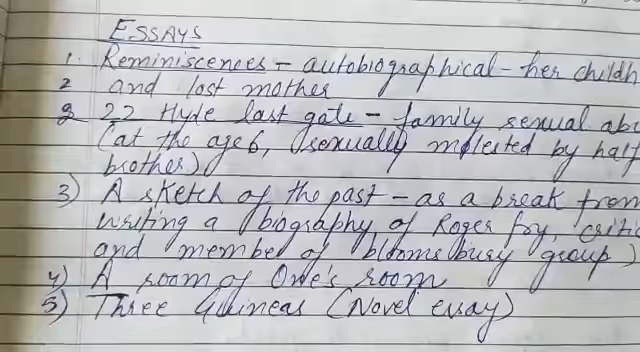 ESSAYS
1. Reminiscences - autobiographical - her childh
2 and lost mother
2 22 Hyde last gate - family sexual abu
(at the age 6, sexually molested by half
brother)
3) A sketch of the past - as a break from
writing a biography of Roger fry, critic
and member of bloomsbury group)
4) A room of One's room
5) Three Guineas (Novel essay)